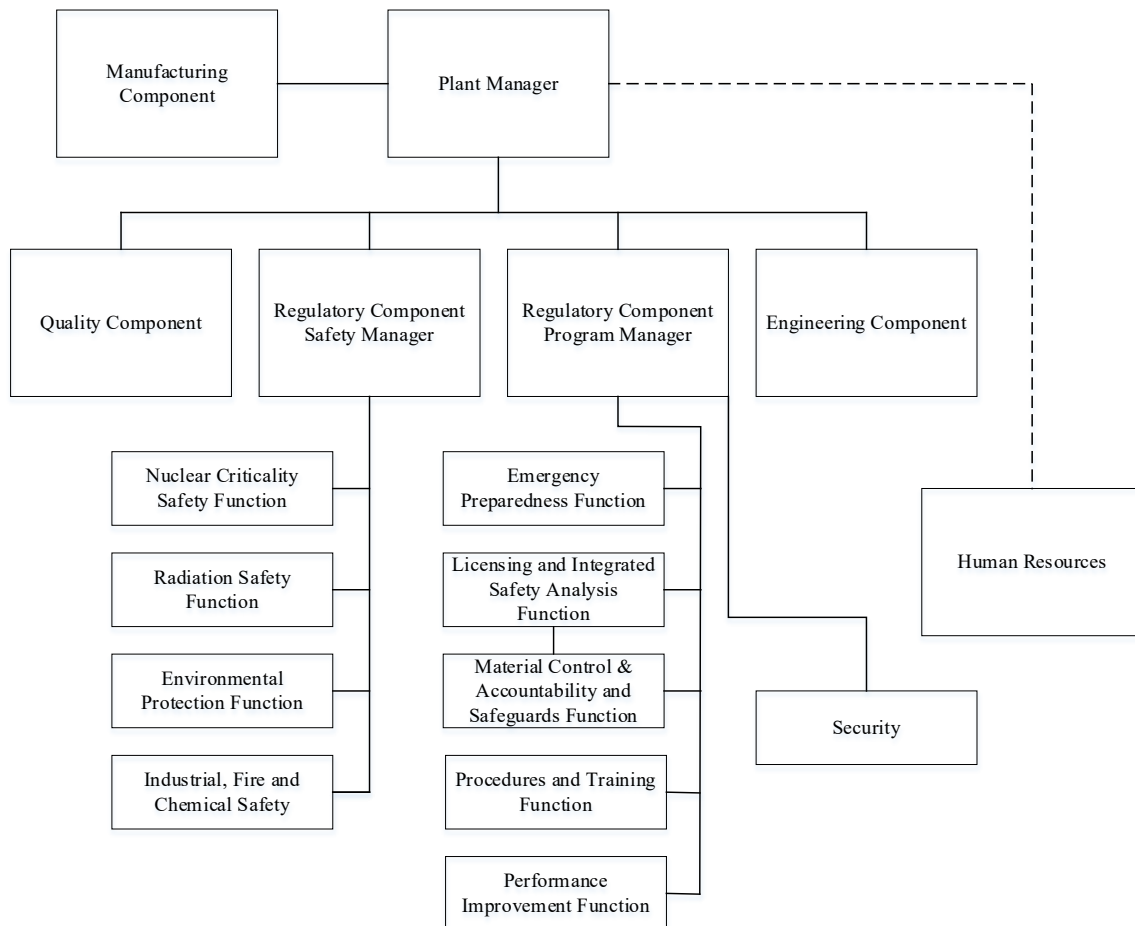 Manufacturing
Component
Plant Manager
Quality Component
Regulatory Component
Safety Manager
Regulatory Component
Program Manager
Engineering Component
Nuclear Criticality
Safety Function
Radiation Safety
Function
Environmental
Protection Function
Industrial, Fire and
Chemical Safety
Emergency
Preparedness Function
Licensing and Integrated
Safety Analysis
Function
Material Control &
Accountability and
Safeguards Function
Procedures and Training
Function
Performance
Improvement Function
Human Resources
Security